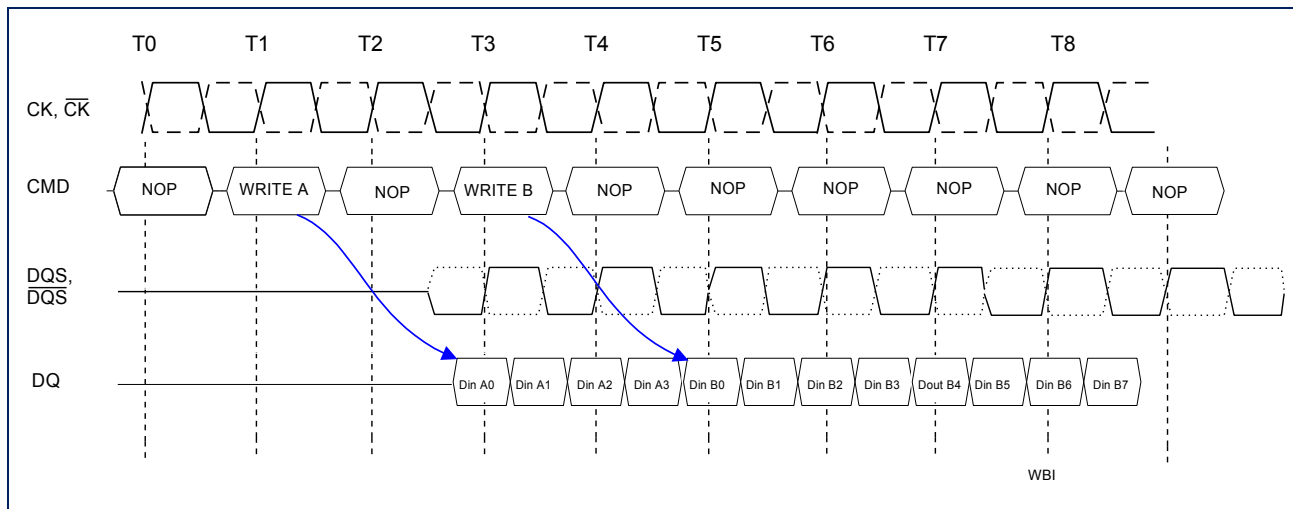 T0 T1 T2 T3 T4 T5 T6 T7 T8
CK, CK
CMD NOP WRITE A NOP WRITE B NOP NOP NOP NOP NOP NOP
DQS,
DQS
DQ Din A0 Din A1 Din A2 Din A3 Din B0 Din B1 Din B2 Din B3 Dout B4 Din B5 Din B6 Din B7
WBI